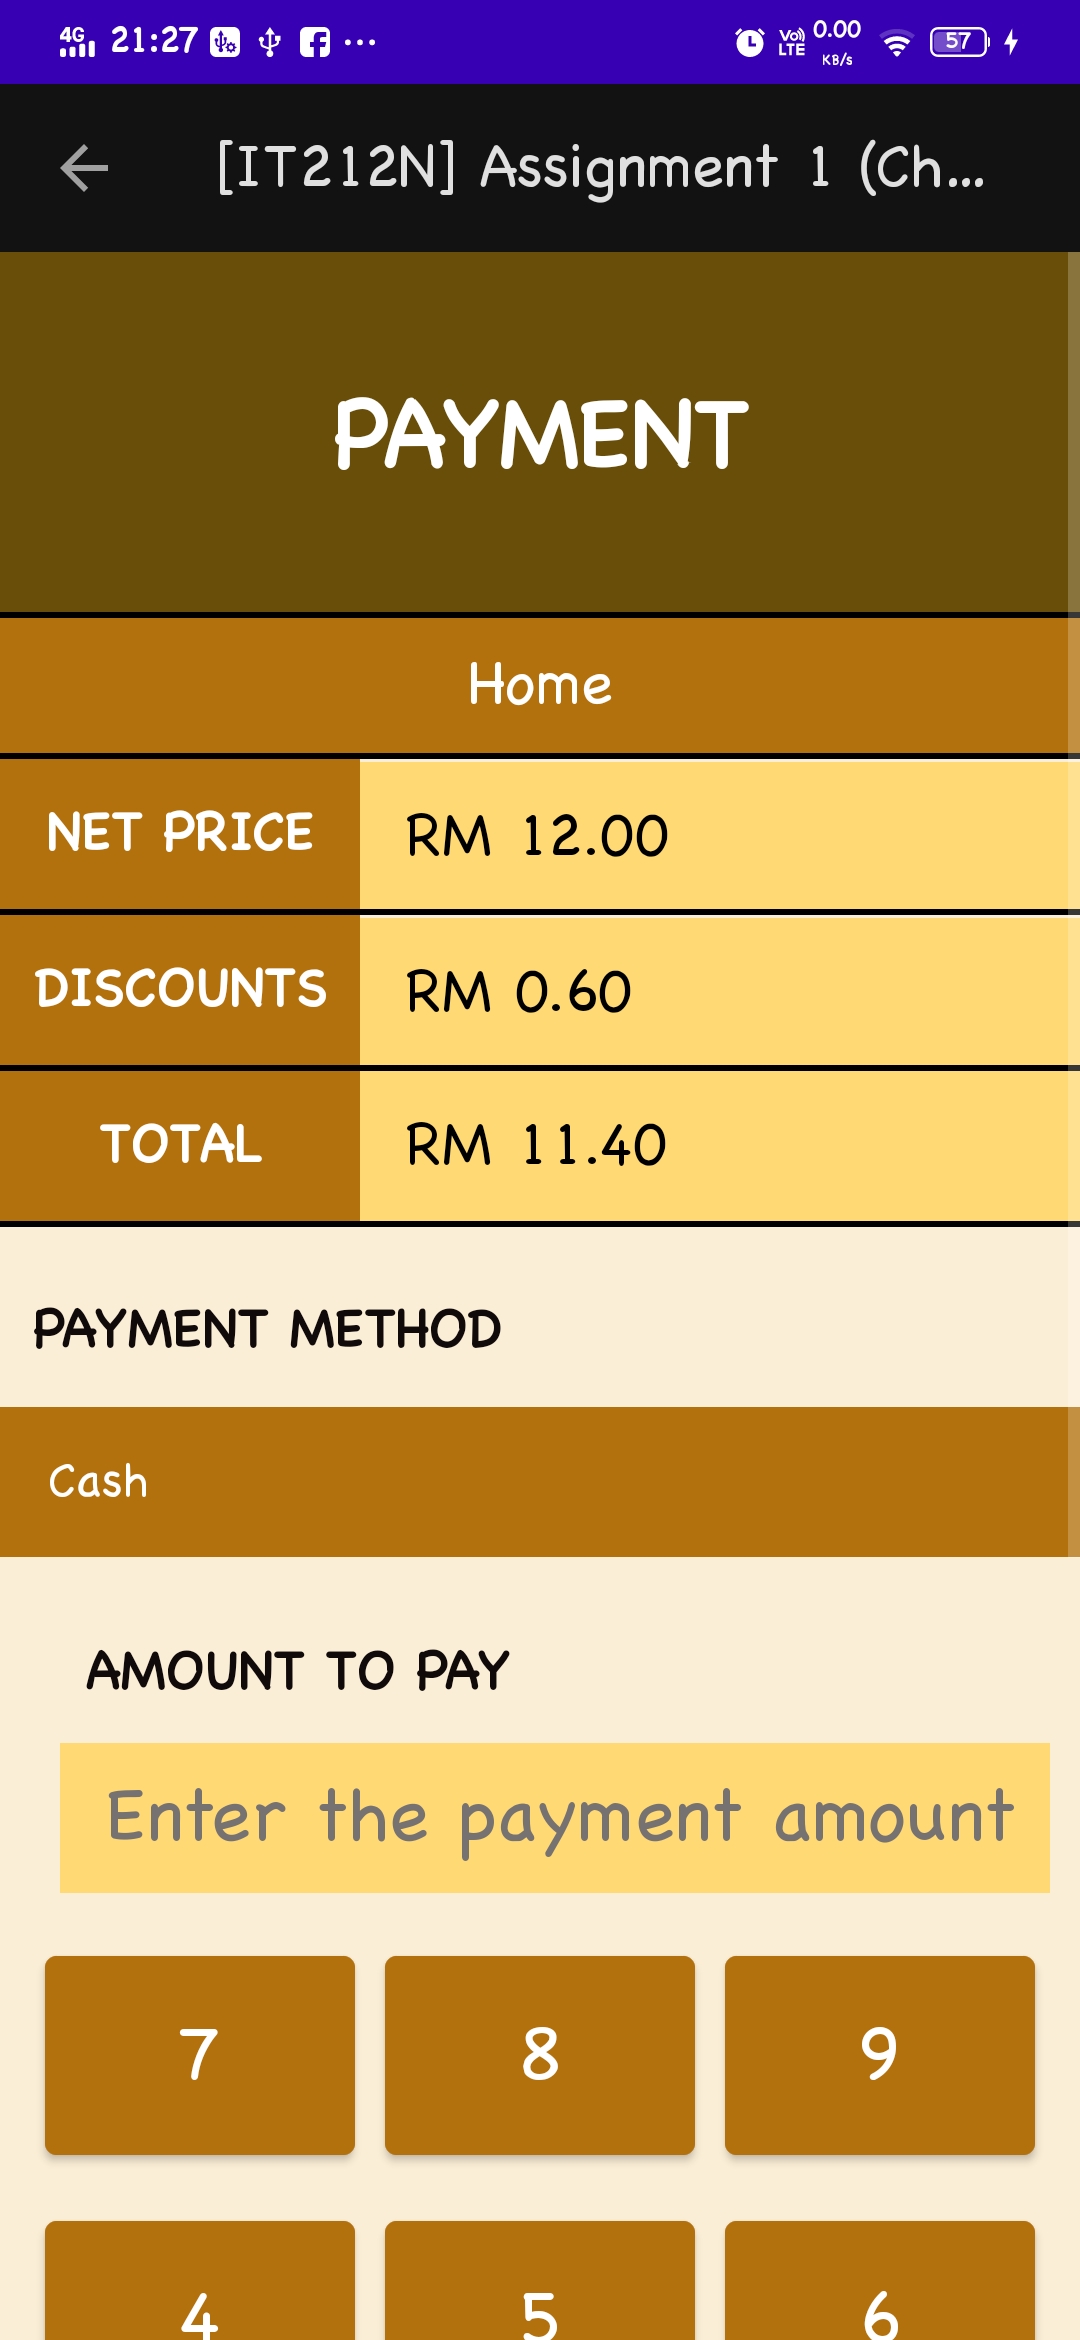 4G 21:27 Vo)) LTE 0.00 KB/s 57
[IT212N] Assignment 1 (Ch...
PAYMENT
Home
NET PRICE RM 12.00
DISCOUNTS RM 0.60
TOTAL RM 11.40
PAYMENT METHOD
Cash
AMOUNT TO PAY
Enter the payment amount
7 8 9
4 5 6